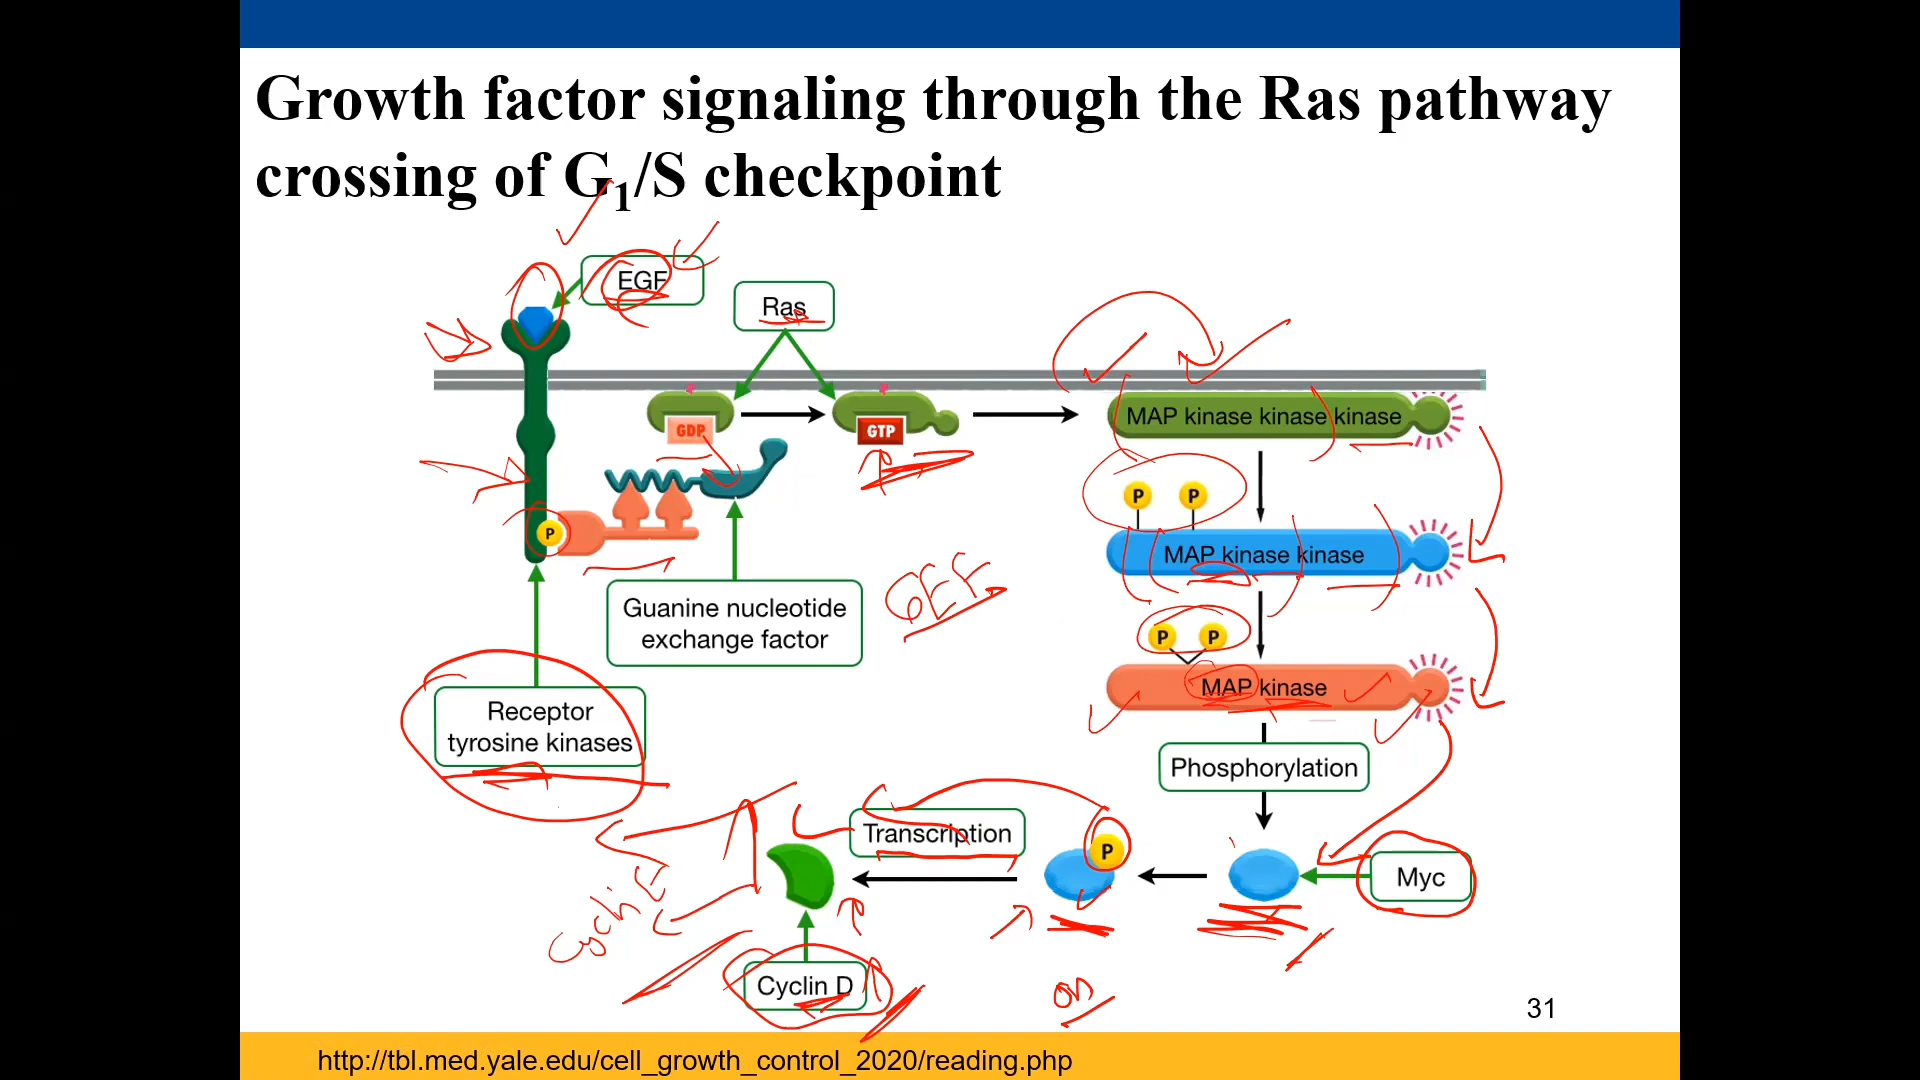 Growth factor signaling through the Ras pathway
crossing of G₁/S checkpoint
EGF
Ras
GDP
GTP
MAP kinase kinase kinase
P P
MAP kinase kinase
P
Guanine nucleotide
exchange factor
GEF
P P
MAP kinase
Receptor
tyrosine kinases
Phosphorylation
Transcription
P
Myc
Cyclin E
Cyclin D
on
31
http://tbl.med.yale.edu/cell_growth_control_2020/reading.php